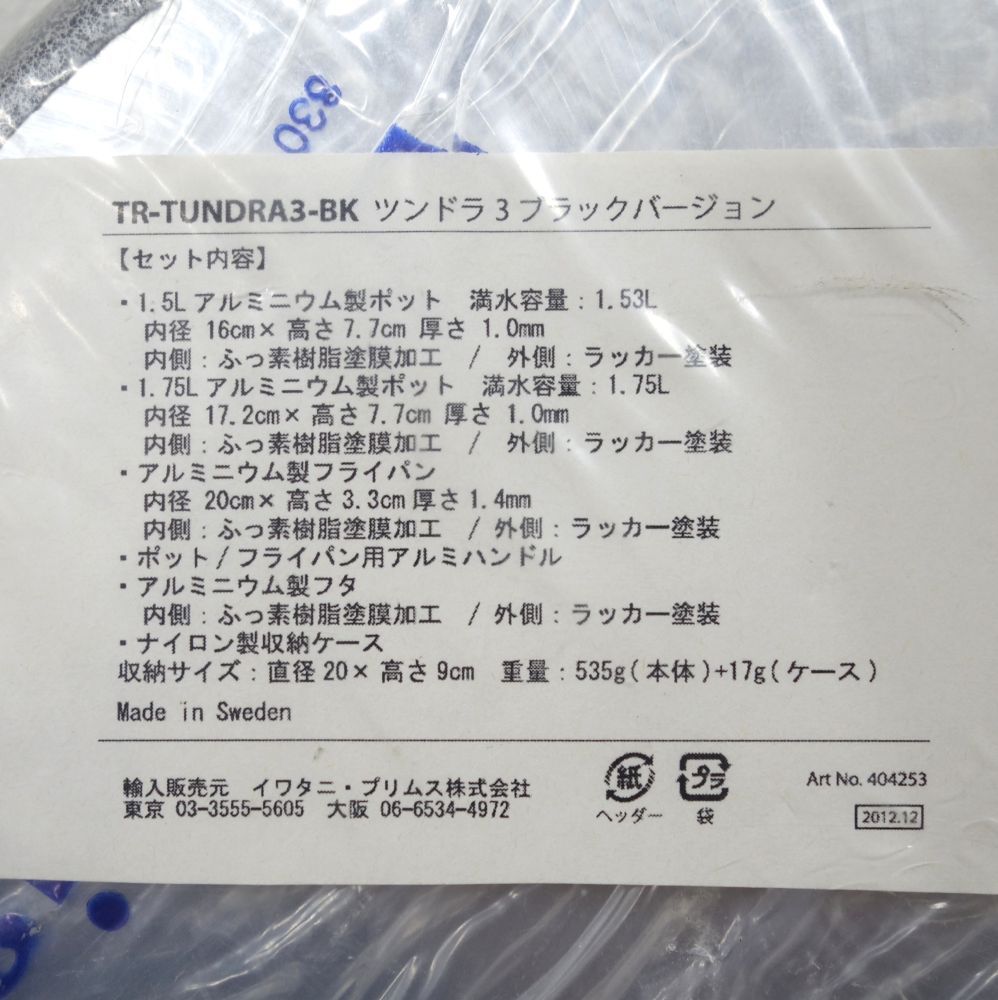 330
TR-TUNDRA3-BK ツンドラ3ブラックバージョン
【セット内容】
・1.5L アルミニウム製ポット 満水容量：1.53L
内径 16cm× 高さ 7.7cm 厚さ 1.0mm
内側：ふっ素樹脂塗膜加工 / 外側：ラッカー塗装
・1.75L アルミニウム製ポット 満水容量：1.75L
内径 17.2cm× 高さ 7.7cm 厚さ 1.0mm
内側：ふっ素樹脂塗膜加工 / 外側：ラッカー塗装
・アルミニウム製フライパン
内径 20cm× 高さ 3.3cm 厚さ 1.4mm
内側：ふっ素樹脂塗膜加工 / 外側：ラッカー塗装
・ポット/フライパン用アルミハンドル
・アルミニウム製フタ
内側：ふっ素樹脂塗膜加工 / 外側：ラッカー塗装
・ナイロン製収納ケース
収納サイズ：直径 20× 高さ 9cm 重量：535g(本体)+17g(ケース)
Made in Sweden
輸入販売元 イワタニ・プリムス株式会社
東京 03-3555-5605 大阪 06-6534-4972
紙
ヘッダー
プラ
袋
Art No. 404253
2012.12